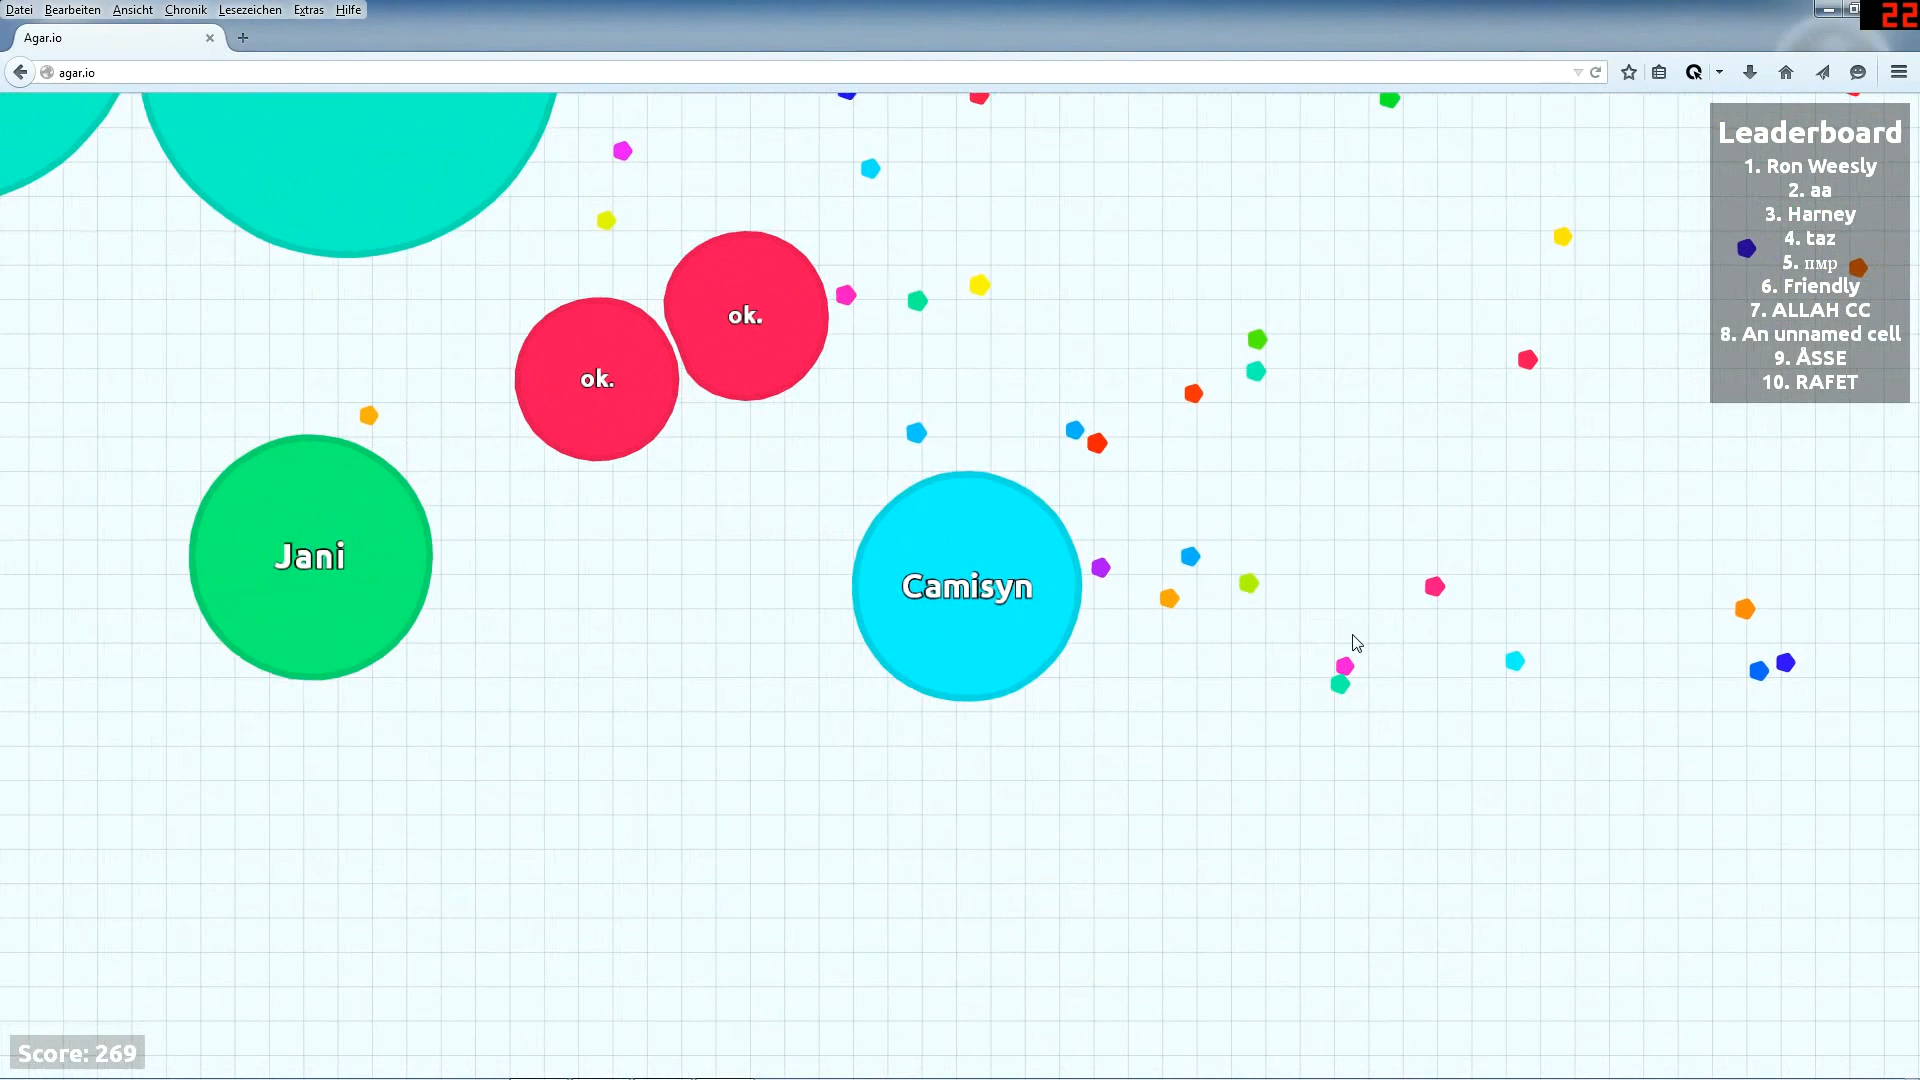 Datei Bearbeiten Ansicht Chronik Lesezeichen Extras Hilfe
22
Agar.io
agar.io
Leaderboard
1. Ron Weesly
2. aa
3. Harney
4. taz
5. пмр
6. Friendly
7. ALLAH CC
8. An unnamed cell
9. ÅSSE
10. RAFET
ok.
ok.
Jani
Camisyn
Score: 269